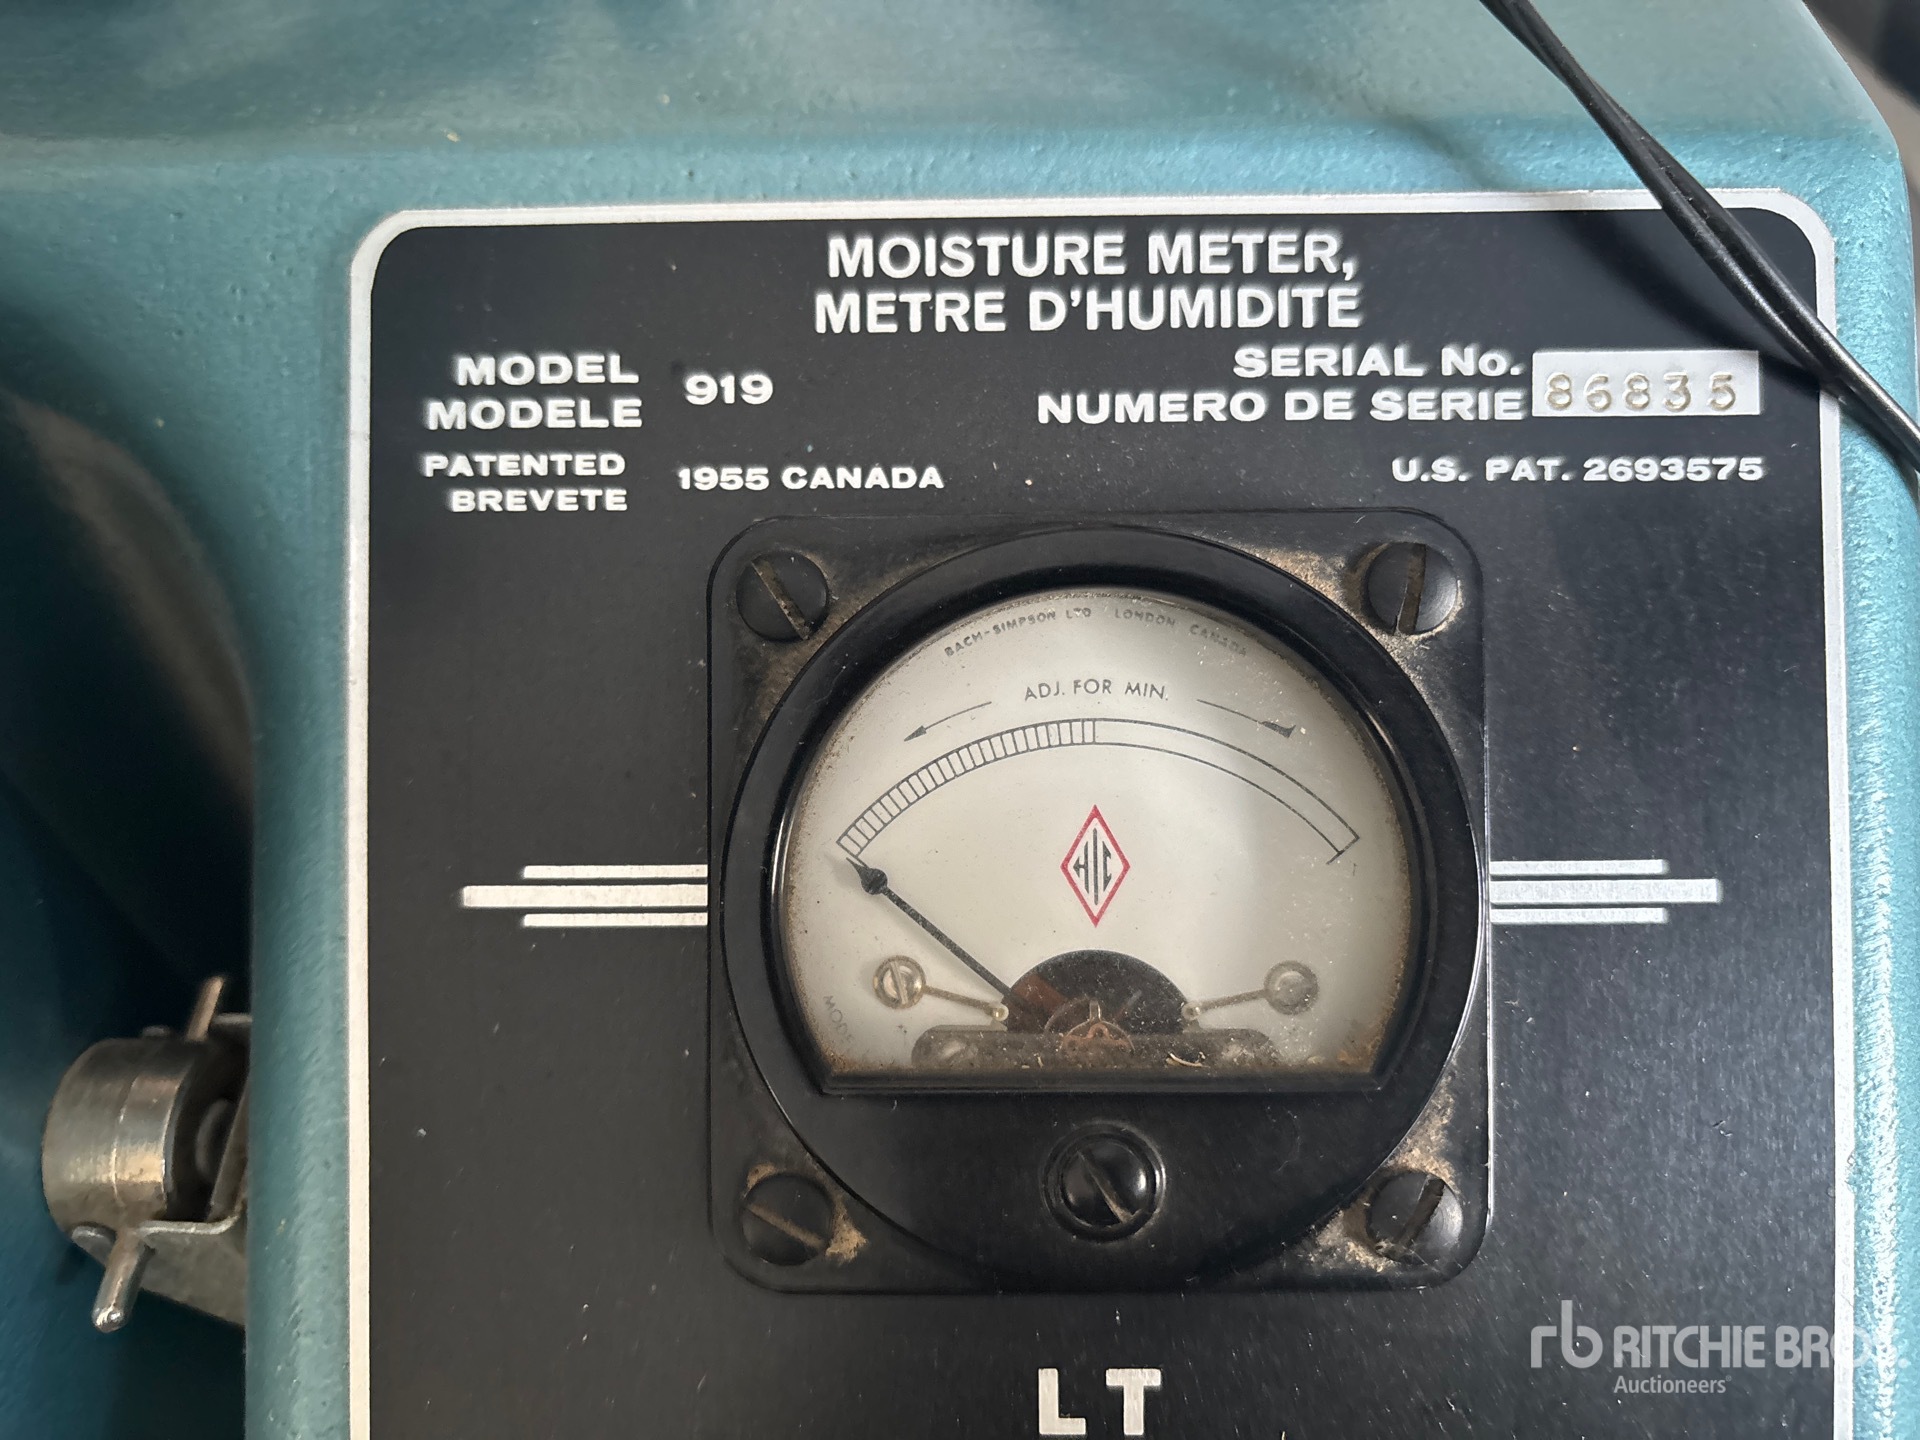 MOISTURE METER,
METRE D'HUMIDITE
MODEL
MODELE
919
SERIAL No.
NUMERO DE SERIE
86835
PATENTED
BREVETE
1955 CANADA
U.S. PAT. 2693575
BACH-SIMPSON LTD LONDON CANADA
ADJ. FOR MIN.
LT
rb RITCHIE BROS.
Auctioneers